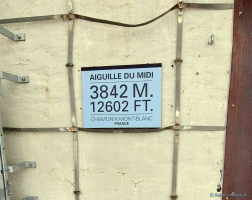 AIGUILLE DU MIDI
3842 M.
12602 FT.
CHAMONIX-MONT-BLANC
FRANCE